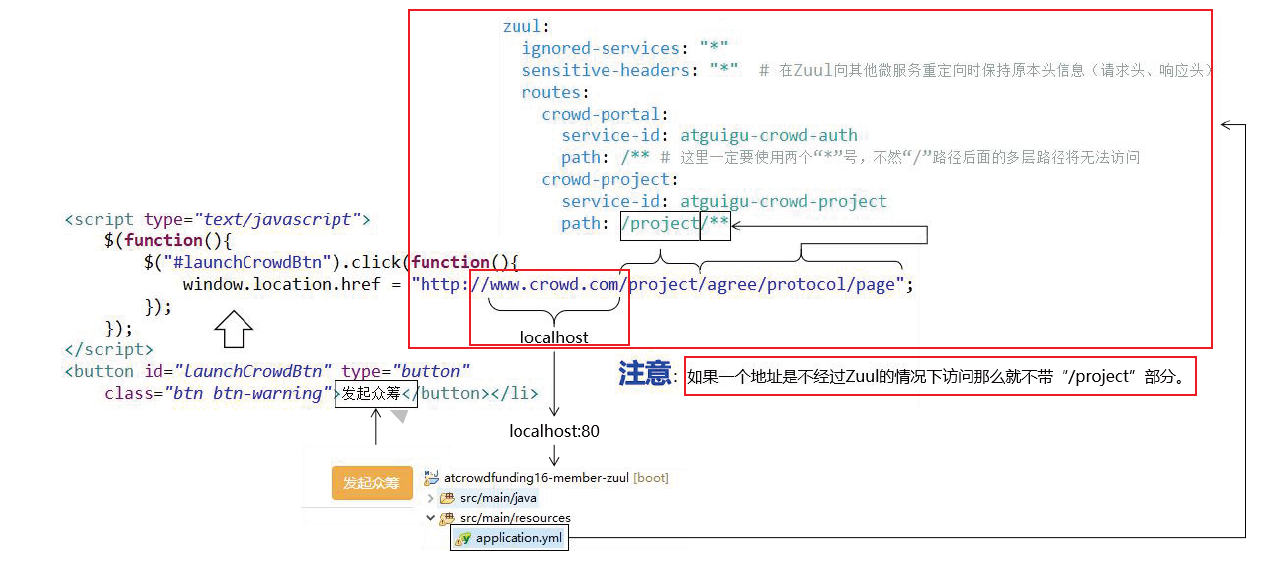 zuul:
ignored-services: "*"
sensitive-headers: "*"  # 在Zuul向其他微服务重定向时保持原本头信息（请求头、响应头）
routes:
crowd-portal:
service-id: atguigu-crowd-auth
path: /** # 这里一定要使用两个“*”号，不然“/”路径后面的多层路径将无法访问
crowd-project:
service-id: atguigu-crowd-project
path: /project/**
<script type="text/javascript">
$(function(){
$("#launchCrowdBtn").click(function(){
window.location.href = "http://www.crowd.com/project/agree/protocol/page";
});
});
</script>
localhost
<button id="launchCrowdBtn" type="button"
class="btn btn-warning">发起众筹</button></li>
注意：如果一个地址是不经过Zuul的情况下访问那么就不带“/project”部分。
localhost:80
发起众筹
atcrowdfunding16-member-zuul [boot]
src/main/java
src/main/resources
application.yml